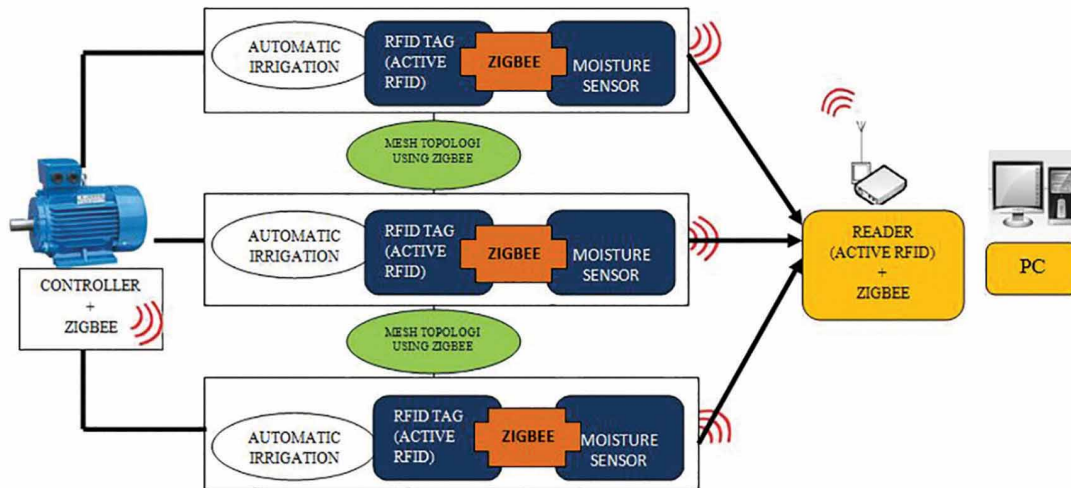 AUTOMATIC
IRRIGATION
RFID TAG
(ACTIVE
RFID)
ZIGBEE
MOISTURE
SENSOR
MESH TOPOLOGI
USING ZIGBEE
AUTOMATIC
IRRIGATION
RFID TAG
(ACTIVE
RFID)
ZIGBEE
MOISTURE
SENSOR
CONTROLLER
+
ZIGBEE
READER
(ACTIVE RFID)
+
ZIGBEE
PC
MESH TOPOLOGI
USING ZIGBEE
AUTOMATIC
IRRIGATION
RFID TAG
(ACTIVE
RFID)
ZIGBEE
MOISTURE
SENSOR